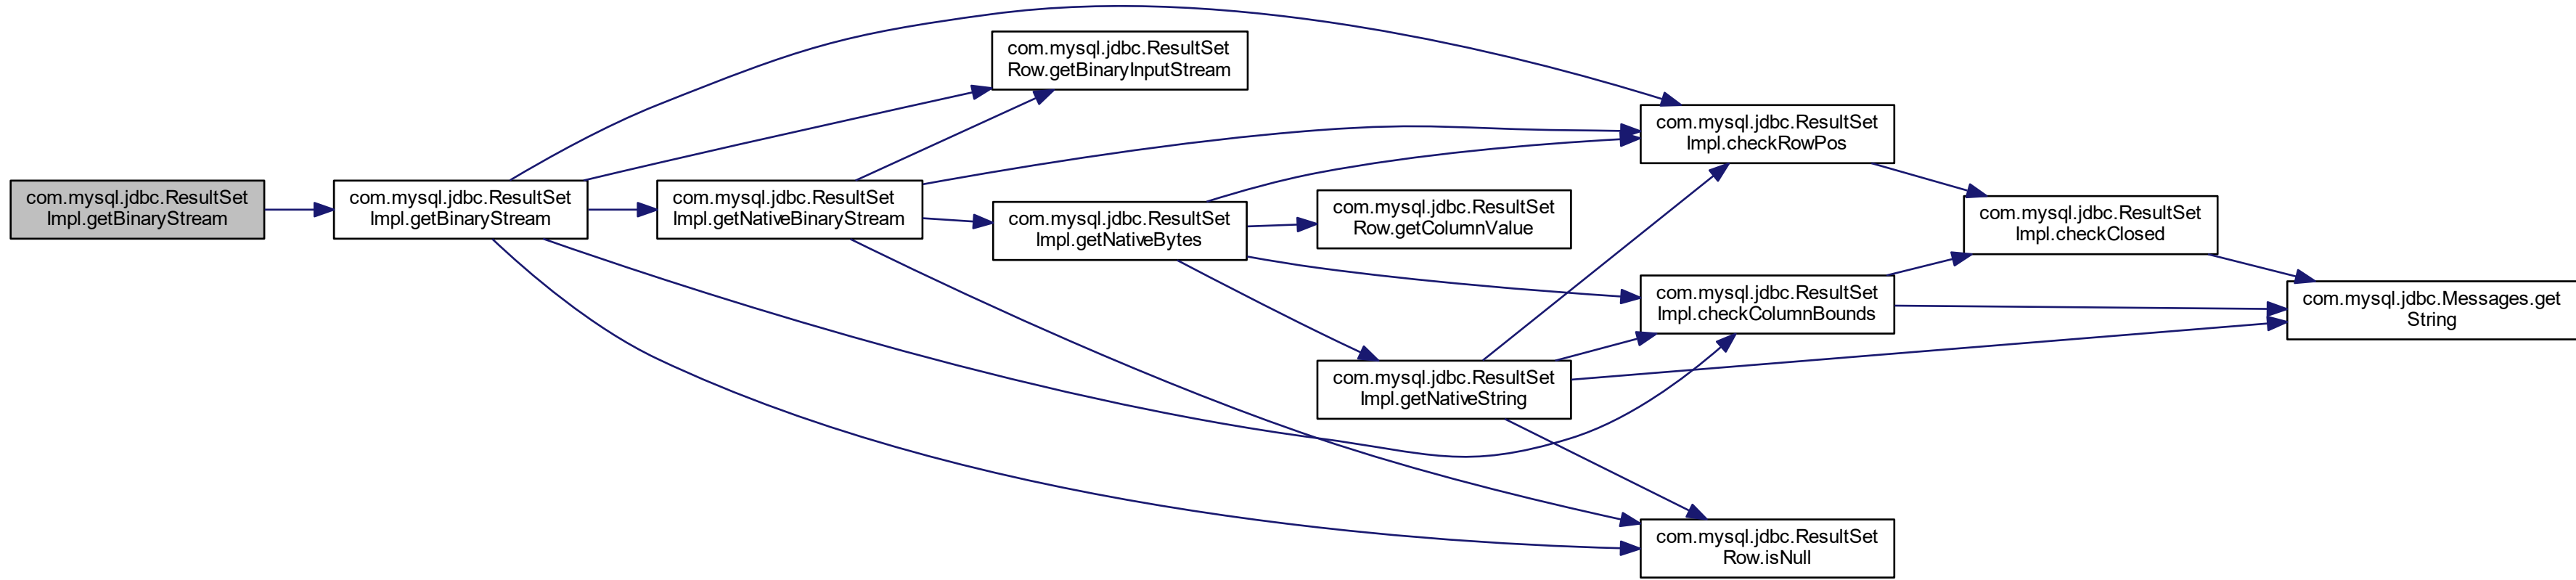 com.mysql.jdbc.ResultSet
Impl.getBinaryStream
com.mysql.jdbc.ResultSet
Impl.getBinaryStream
com.mysql.jdbc.ResultSet
Impl.getNativeBinaryStream
com.mysql.jdbc.ResultSet
Row.getBinaryInputStream
com.mysql.jdbc.ResultSet
Impl.getNativeBytes
com.mysql.jdbc.ResultSet
Row.getColumnValue
com.mysql.jdbc.ResultSet
Impl.getNativeString
com.mysql.jdbc.ResultSet
Impl.checkRowPos
com.mysql.jdbc.ResultSet
Impl.checkColumnBounds
com.mysql.jdbc.ResultSet
Row.isNull
com.mysql.jdbc.ResultSet
Impl.checkClosed
com.mysql.jdbc.Messages.get
String